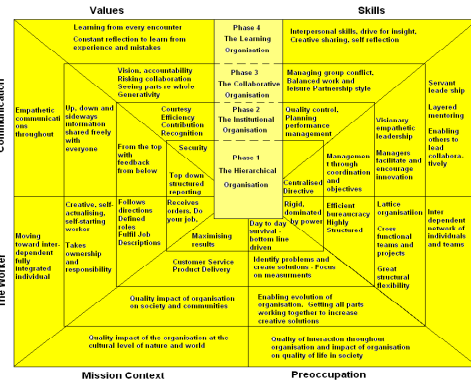 Values
Skills
Learning from every encounter
Constant reflection to learn from
experience and mistakes
Phase 4
The Learning
Organisation
Interpersonal skills, drive for insight,
Creative sharing, self reflection
Vision, accountability
Risking collaboration
Seeing parts re whole
Generativity
Phase 3
The Collaborative
Organisation
Managing group conflict,
Balanced work and
leisure Partnership style
Communication
Empathetic
communicati
ons
throughout
Up, down and
sideways
information
shared freely
with
everyone
Courtesy
Efficiency
Contribution
Recognition
Phase 2
The Institutional
Organisation
Quality control,
Planning
performance
management
Visionary
empathetic
leadership
Managers
facilitate and
encourage
innovation
Servant
leade ship
Layered
mentoring
Enabling
others to
lead
collabora
tively
From the top
with
feedback
from below
Security
Top down
structured
reporting
Phase 1
The Hierarchical
Organisation
Centralised
Directive
Managemen
t through
coordination
and
objectives
The Worker
Moving
toward inter-
dependent
fully
integrated
individual
Creative, self-
actualising,
self-starting
worker
Takes
ownership
and
responsibility
Follows
directions
Defined
roles
Fulfil Job
Descriptions
Receives
orders. Do
your job.
Maximising
results
Day to day
survival -
bottom line
driven
Rigid,
dominated
by power
Efficient
bureaucracy
Highly
Structured
Lattice
organisation
Cross
functional
teams and
projects
Great
structural
flexibility
Inter
dependent
network of
individuals
and teams
Customer Service
Product Delivery
Identify problems and
crease solutions - Focus
on measurments
Quality impact of organisation
on society and communities
Enabling evolution of
organisation. Getting all parts
working together to increase
creative solutions
Quality impact of the organisation at the
cultural level of nature and world
Quality of Interaction throughout
organisation and impact of organisation
on quality of life in society
Mission Context
Preoccupation